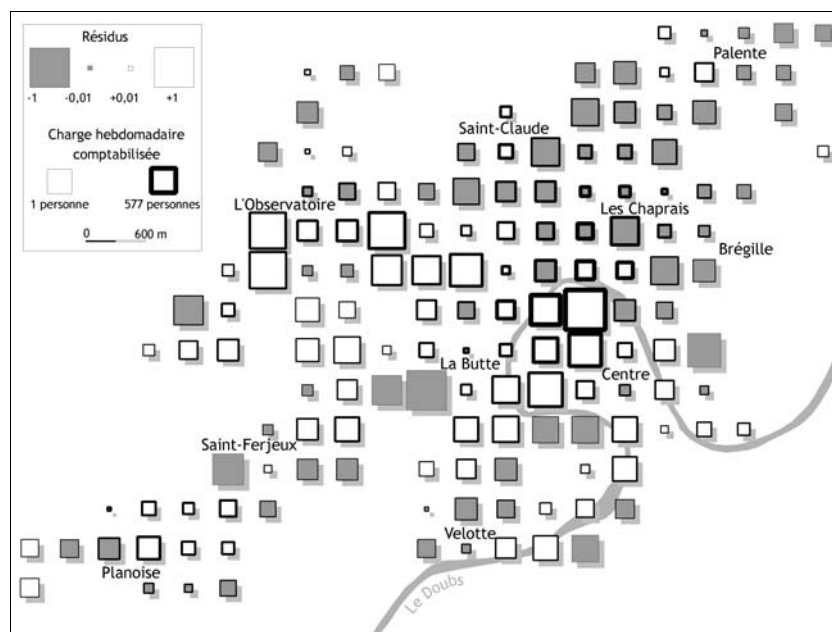 Résidus
-1 -0,01 +0,01 +1
Charge hebdomadaire
comptabilisée
1 personne 577 personnes
0 600 m
Palente
Saint-Claude
L'Observatoire
Les Chaprais
Brégille
La Butte
Centre
Saint-Ferjeux
Velotte
Planoise
Le Doubs